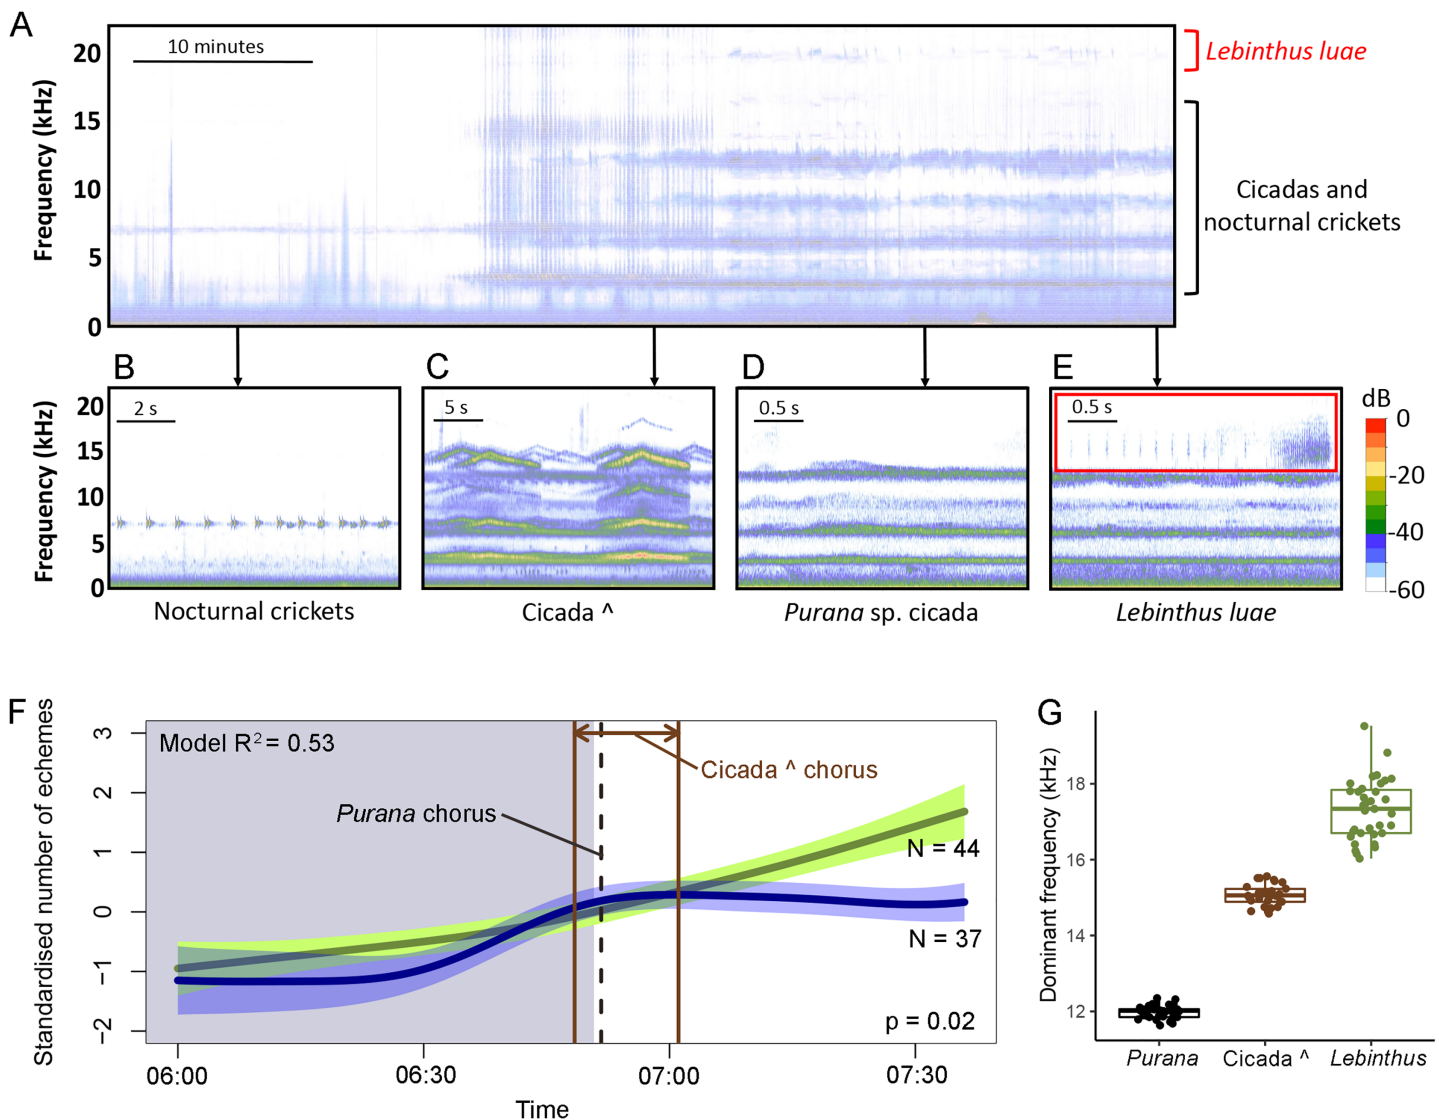 A
10 minutes
Lebinthus luae
Cicadas and
nocturnal crickets
Frequency (kHz)
20
15
10
5
0
B
C
D
E
2 s
5 s
0.5 s
0.5 s
Frequency (kHz)
20
15
10
5
0
dB
0
-20
-40
-60
Nocturnal crickets
Cicada ^
Purana sp. cicada
Lebinthus luae
F
Standardised number of echemes
3
2
1
0
−1
−2
Model R² = 0.53
Purana chorus
Cicada ^ chorus
N = 44
N = 37
p = 0.02
06:00
06:30
07:00
07:30
Time
G
Dominant frequency (kHz)
18
16
14
12
Purana
Cicada ^
Lebinthus